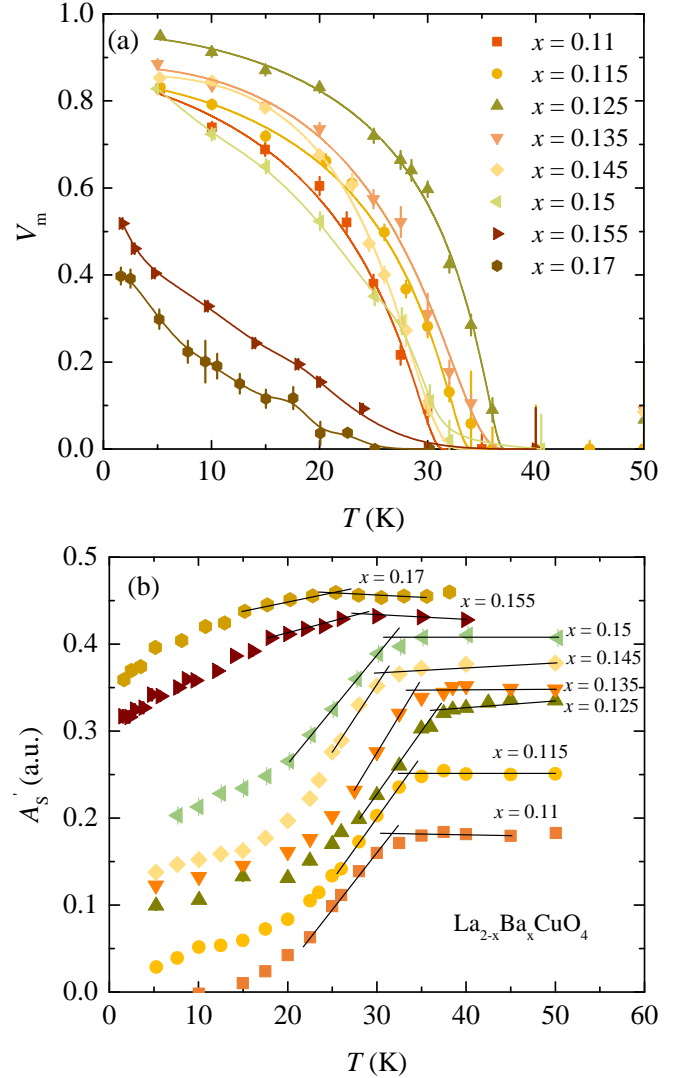 (a)
1.0
0.8
0.6
0.4
0.2
0.0
V_m
x = 0.11
x = 0.115
x = 0.125
x = 0.135
x = 0.145
x = 0.15
x = 0.155
x = 0.17
0 10 20 30 40 50
T (K)
(b)
0.5
0.4
0.3
0.2
0.1
0.0
A_S' (a.u.)
x = 0.17
x = 0.155
x = 0.15
x = 0.145
x = 0.135
x = 0.125
x = 0.115
x = 0.11
La_{2-x}Ba_xCuO_4
0 10 20 30 40 50 60
T (K)